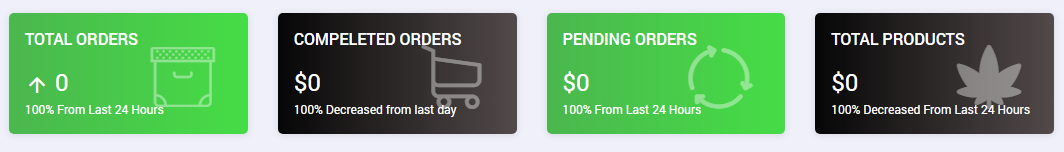 TOTAL ORDERS
↑ 0
100% From Last 24 Hours
COMPELETED ORDERS
$0
100% Decreased from last day
PENDING ORDERS
$0
100% From Last 24 Hours
TOTAL PRODUCTS
$0
100% Decreased From Last 24 Hours